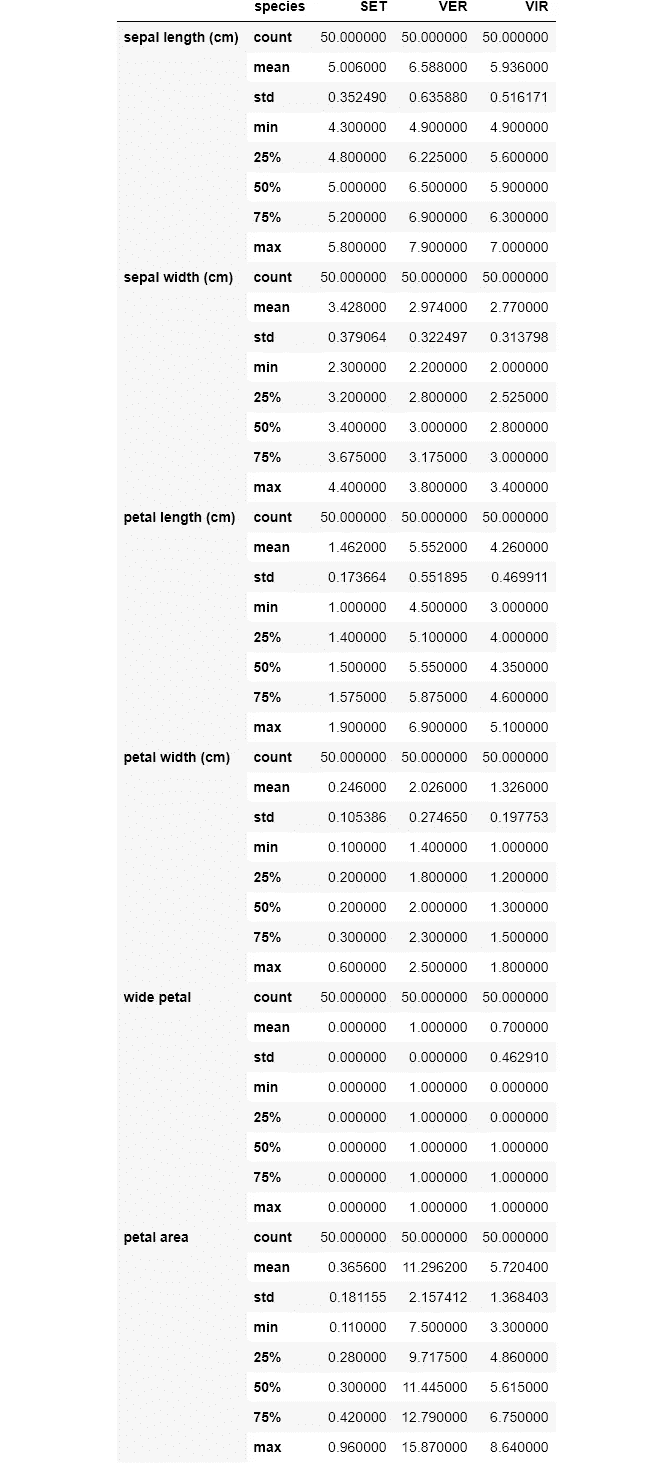 species SET VER VIR
sepal length (cm) count 50.000000 50.000000 50.000000
mean 5.006000 6.588000 5.936000
std 0.352490 0.635880 0.516171
min 4.300000 4.900000 4.900000
25% 4.800000 6.225000 5.600000
50% 5.000000 6.500000 5.900000
75% 5.200000 6.900000 6.300000
max 5.800000 7.900000 7.000000
sepal width (cm) count 50.000000 50.000000 50.000000
mean 3.428000 2.974000 2.770000
std 0.379064 0.322497 0.313798
min 2.300000 2.200000 2.000000
25% 3.200000 2.800000 2.525000
50% 3.400000 3.000000 2.800000
75% 3.675000 3.175000 3.000000
max 4.400000 3.800000 3.400000
petal length (cm) count 50.000000 50.000000 50.000000
mean 1.462000 5.552000 4.260000
std 0.173664 0.551895 0.469911
min 1.000000 4.500000 3.000000
25% 1.400000 5.100000 4.000000
50% 1.500000 5.550000 4.350000
75% 1.575000 5.875000 4.600000
max 1.900000 6.900000 5.100000
petal width (cm) count 50.000000 50.000000 50.000000
mean 0.246000 2.026000 1.326000
std 0.105386 0.274650 0.197753
min 0.100000 1.400000 1.000000
25% 0.200000 1.800000 1.200000
50% 0.200000 2.000000 1.300000
75% 0.300000 2.300000 1.500000
max 0.600000 2.500000 1.800000
wide petal count 50.000000 50.000000 50.000000
mean 0.000000 1.000000 0.700000
std 0.000000 0.000000 0.462910
min 0.000000 1.000000 0.000000
25% 0.000000 1.000000 0.000000
50% 0.000000 1.000000 1.000000
75% 0.000000 1.000000 1.000000
max 0.000000 1.000000 1.000000
petal area count 50.000000 50.000000 50.000000
mean 0.365600 11.296200 5.720400
std 0.181155 2.157412 1.368403
min 0.110000 7.500000 3.300000
25% 0.280000 9.717500 4.860000
50% 0.300000 11.445000 5.615000
75% 0.420000 12.790000 6.750000
max 0.960000 15.870000 8.640000